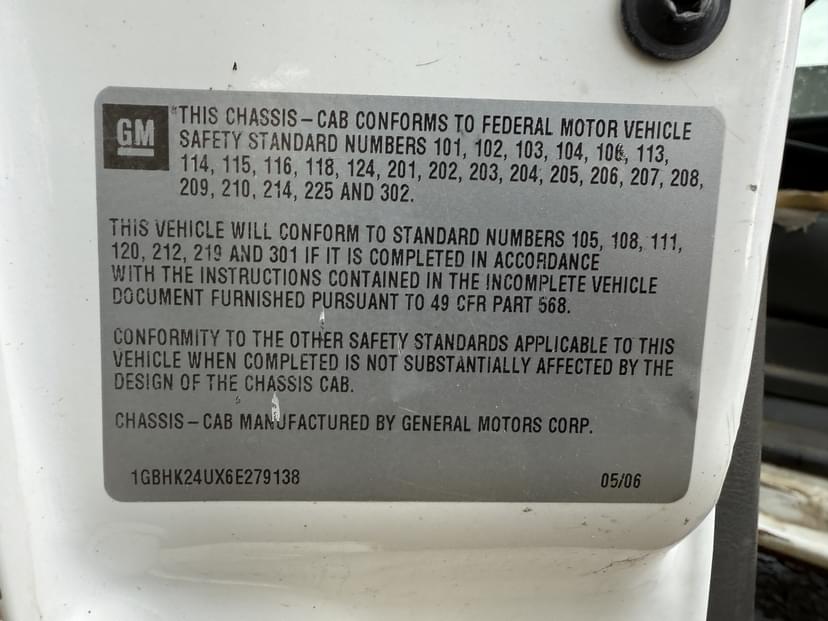 GM
"THIS CHASSIS-CAB CONFORMS TO FEDERAL MOTOR VEHICLE
SAFETY STANDARD NUMBERS 101, 102, 103, 104, 106, 113,
114, 115, 116, 118, 124, 201, 202, 203, 204, 205, 206, 207, 208,
209, 210, 214, 225 AND 302.
THIS VEHICLE WILL CONFORM TO STANDARD NUMBERS 105, 108, 111,
120, 212, 219 AND 301 IF IT IS COMPLETED IN ACCORDANCE
WITH THE INSTRUCTIONS CONTAINED IN THE INCOMPLETE VEHICLE
DOCUMENT FURNISHED PURSUANT TO 49 CFR PART 568.
CONFORMITY TO THE OTHER SAFETY STANDARDS APPLICABLE TO THIS
VEHICLE WHEN COMPLETED IS NOT SUBSTANTIALLY AFFECTED BY THE
DESIGN OF THE CHASSIS CAB.
CHASSIS-CAB MANUFACTURED BY GENERAL MOTORS CORP.
1GBHK24UX6E279138 05/06